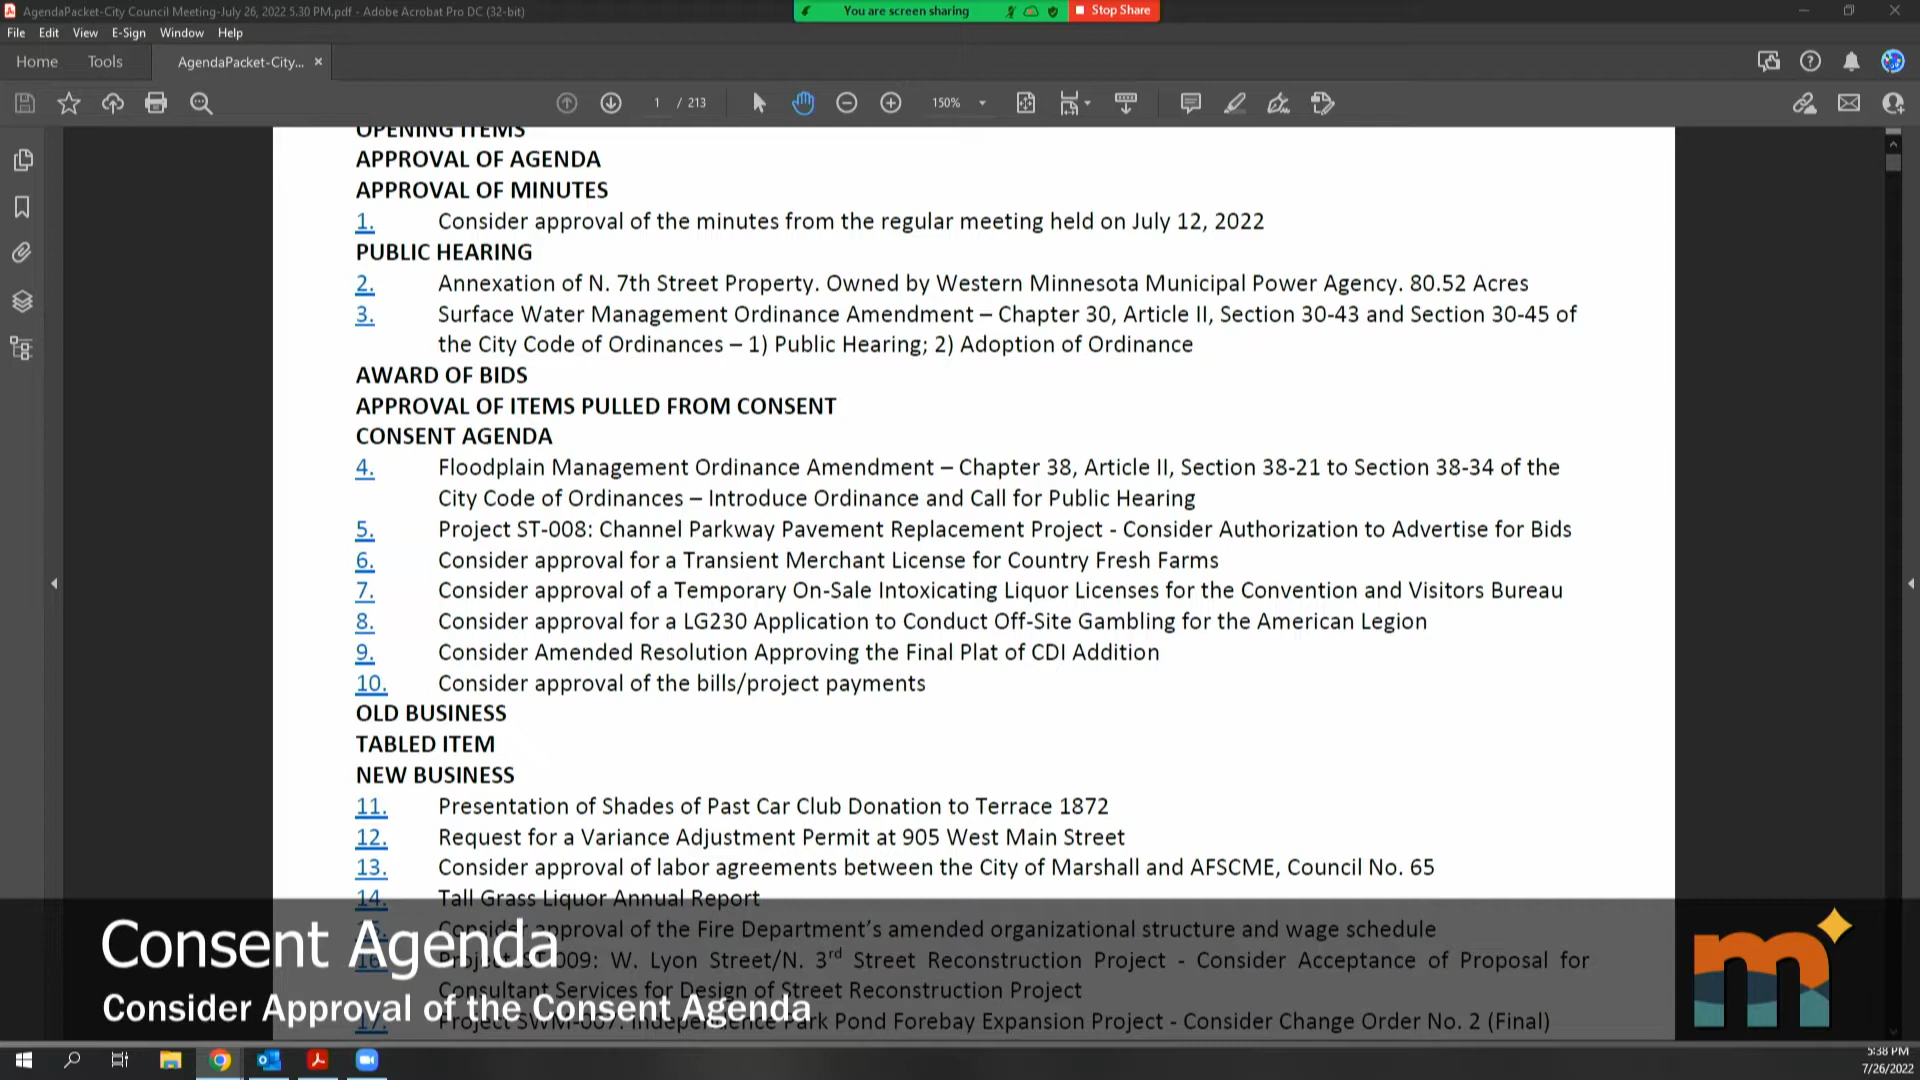 AgendaPacket-City Council Meeting-July 26, 2022 5.30 PM.pdf - Adobe Acrobat Pro DC (32-bit)
You are screen sharing
Stop Share
File Edit View E-Sign Window Help
Home Tools AgendaPacket-City... ×
1 / 213
150%
OPENING ITEMS
APPROVAL OF AGENDA
APPROVAL OF MINUTES
1. Consider approval of the minutes from the regular meeting held on July 12, 2022
PUBLIC HEARING
2. Annexation of N. 7th Street Property. Owned by Western Minnesota Municipal Power Agency. 80.52 Acres
3. Surface Water Management Ordinance Amendment – Chapter 30, Article II, Section 30-43 and Section 30-45 of
the City Code of Ordinances – 1) Public Hearing; 2) Adoption of Ordinance
AWARD OF BIDS
APPROVAL OF ITEMS PULLED FROM CONSENT
CONSENT AGENDA
4. Floodplain Management Ordinance Amendment – Chapter 38, Article II, Section 38-21 to Section 38-34 of the
City Code of Ordinances – Introduce Ordinance and Call for Public Hearing
5. Project ST-008: Channel Parkway Pavement Replacement Project - Consider Authorization to Advertise for Bids
6. Consider approval for a Transient Merchant License for Country Fresh Farms
7. Consider approval of a Temporary On-Sale Intoxicating Liquor Licenses for the Convention and Visitors Bureau
8. Consider approval for a LG230 Application to Conduct Off-Site Gambling for the American Legion
9. Consider Amended Resolution Approving the Final Plat of CDI Addition
10. Consider approval of the bills/project payments
OLD BUSINESS
TABLED ITEM
NEW BUSINESS
11. Presentation of Shades of Past Car Club Donation to Terrace 1872
12. Request for a Variance Adjustment Permit at 905 West Main Street
13. Consider approval of labor agreements between the City of Marshall and AFSCME, Council No. 65
14. Tall Grass Liquor Annual Report
15. Consider approval of the Fire Department's amended organizational structure and wage schedule
16. Project ST-009: W. Lyon Street/N. 3rd Street Reconstruction Project - Consider Acceptance of Proposal for
Consultant Services for Design of Street Reconstruction Project
17. Project SWM-007: Independence Park Pond Forebay Expansion Project - Consider Change Order No. 2 (Final)
Consent Agenda
Consider Approval of the Consent Agenda
m
5:38 PM
7/26/2022